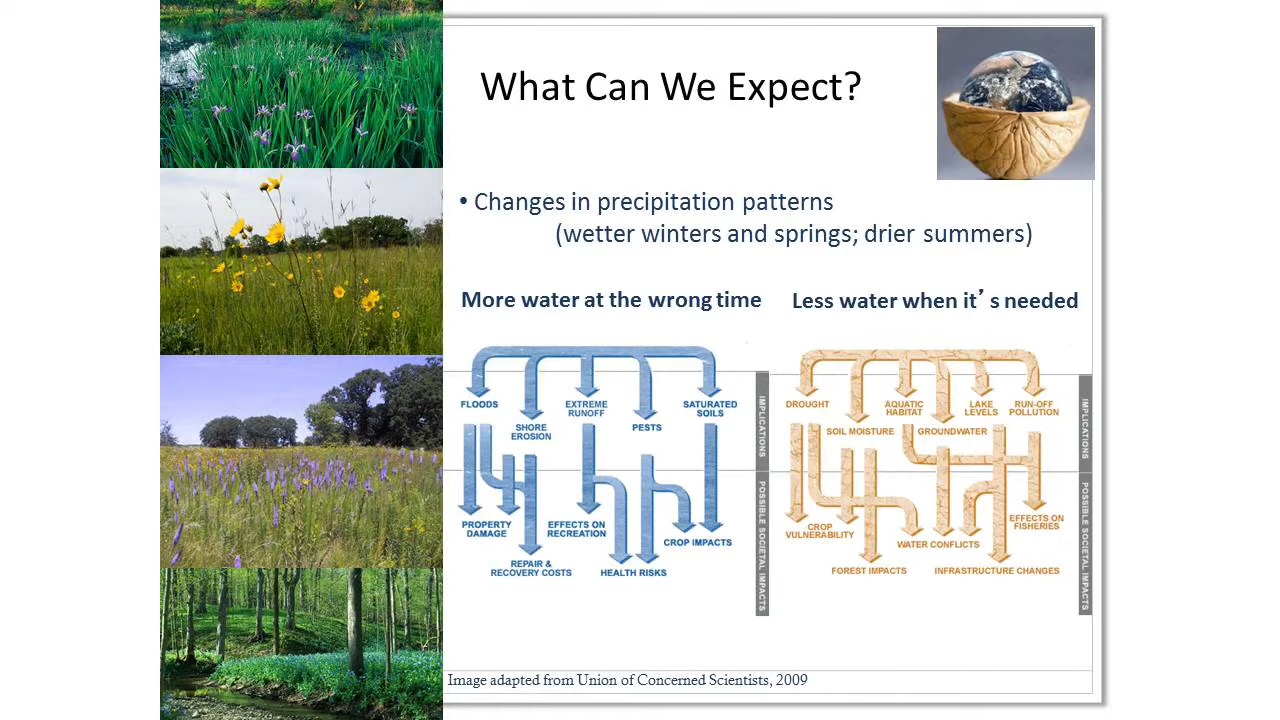 What Can We Expect?
• Changes in precipitation patterns
(wetter winters and springs; drier summers)
More water at the wrong time
Less water when it’s needed
FLOODS
SHORE
EROSION
EXTREME
RUNOFF
PESTS
SATURATED
SOILS
IMPLICATIONS
PROPERTY
DAMAGE
REPAIR &
RECOVERY COSTS
EFFECTS ON
RECREATION
HEALTH RISKS
CROP IMPACTS
POSSIBLE SOCIETAL IMPACTS
DROUGHT
SOIL MOISTURE
AQUATIC
HABITAT
GROUNDWATER
LAKE
LEVELS
RUN-OFF
POLLUTION
IMPLICATIONS
CROP
VULNERABILITY
FOREST IMPACTS
WATER CONFLICTS
INFRASTRUCTURE CHANGES
EFFECTS ON
FISHERIES
POSSIBLE SOCIETAL IMPACTS
Image adapted from Union of Concerned Scientists, 2009